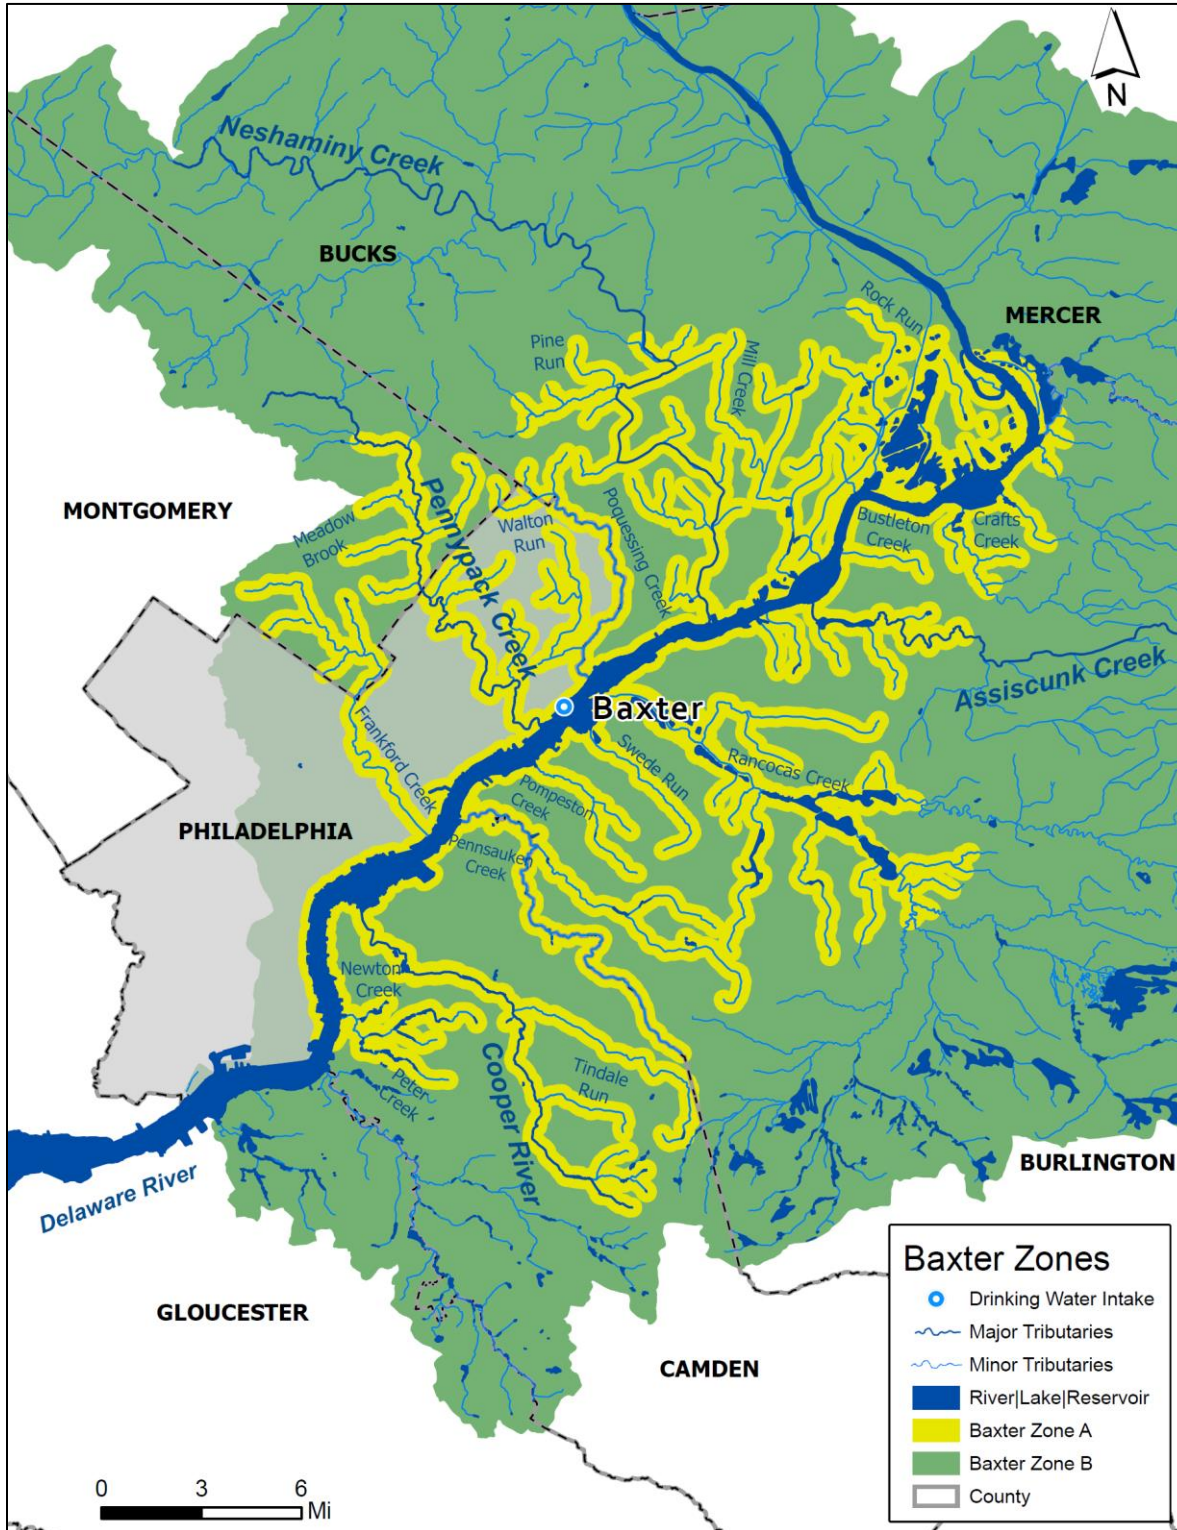 N
Neshaminy Creek
BUCKS
Rock Run
MERCER
Pine
Run
Mill Creek
MONTGOMERY
Meadow
Brook
Pennypack Creek
Walton
Run
Poquessing Creek
Bustleton
Creek
Crafts
Creek
Assiscunk Creek
Baxter
Frankford Creek
Swede Run
Rancocas Creek
Pompeston
Creek
PHILADELPHIA
Pennsauken
Creek
Newton
Creek
Peter
Creek
Cooper River
Tindale
Run
Delaware River
BURLINGTON
GLOUCESTER
CAMDEN
Baxter Zones
Drinking Water Intake
Major Tributaries
Minor Tributaries
River|Lake|Reservoir
Baxter Zone A
Baxter Zone B
County
0 3 6
Mi